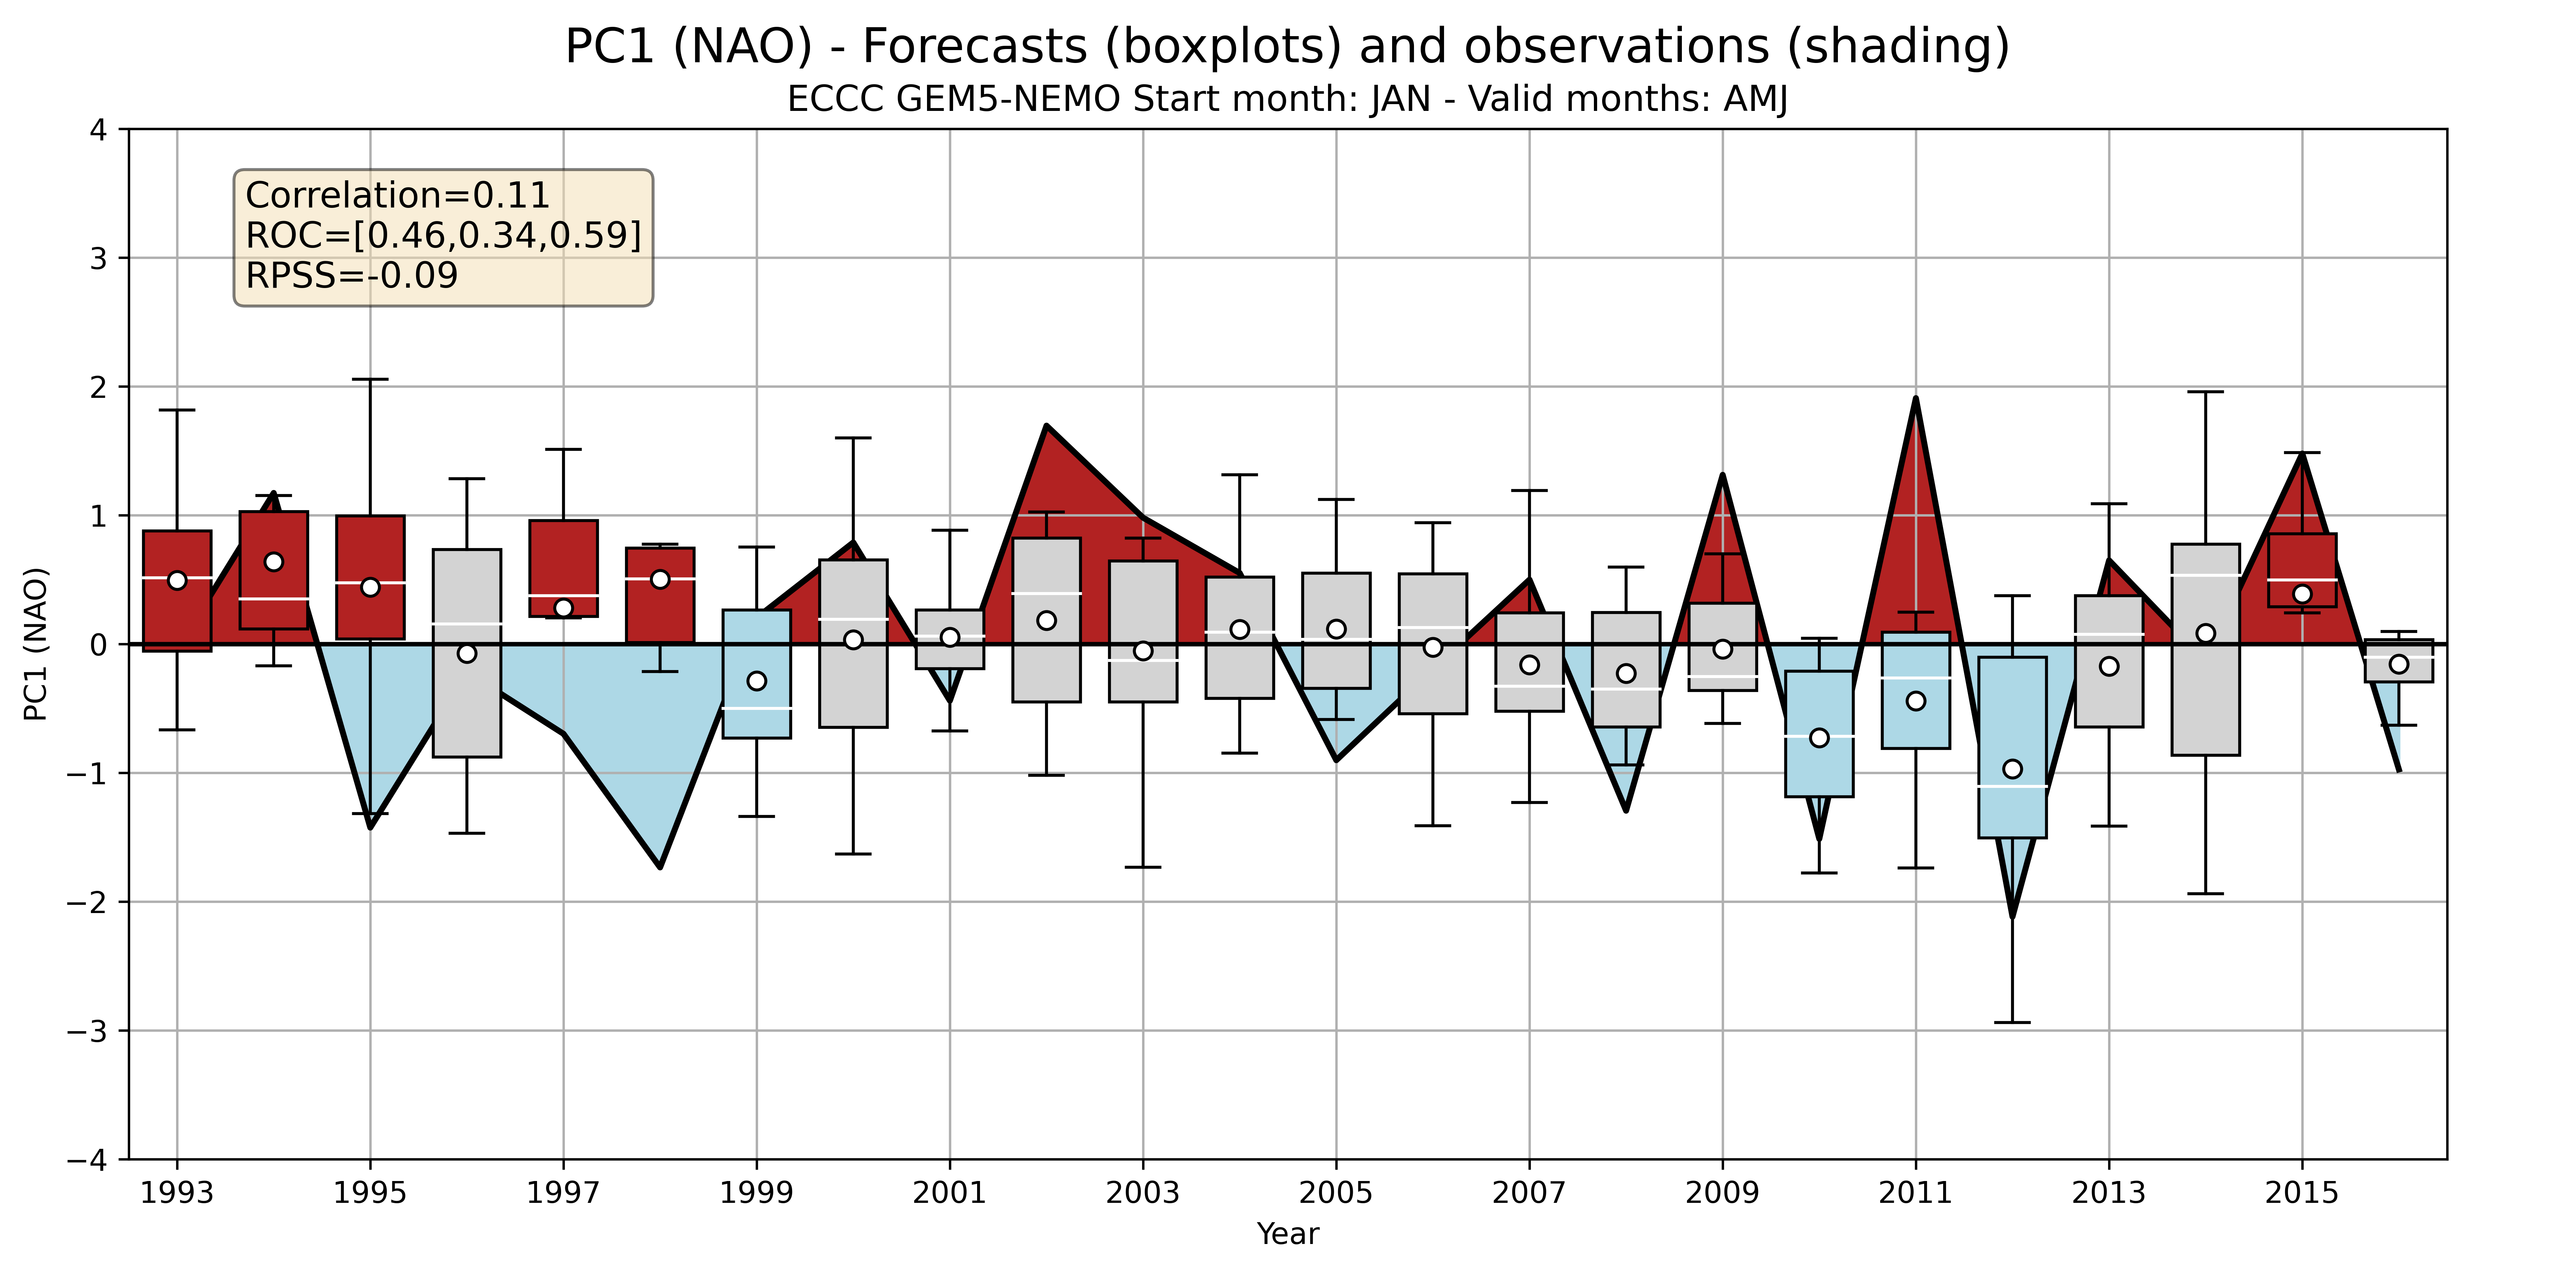 PC1 (NAO) - Forecasts (boxplots) and observations (shading)
ECCC GEM5-NEMO Start month: JAN - Valid months: AMJ
Correlation=0.11
ROC=[0.46,0.34,0.59]
RPSS=-0.09
PC1 (NAO)
4
3
2
1
0
−1
−2
−3
−4
1993 1995 1997 1999 2001 2003 2005 2007 2009 2011 2013 2015
Year